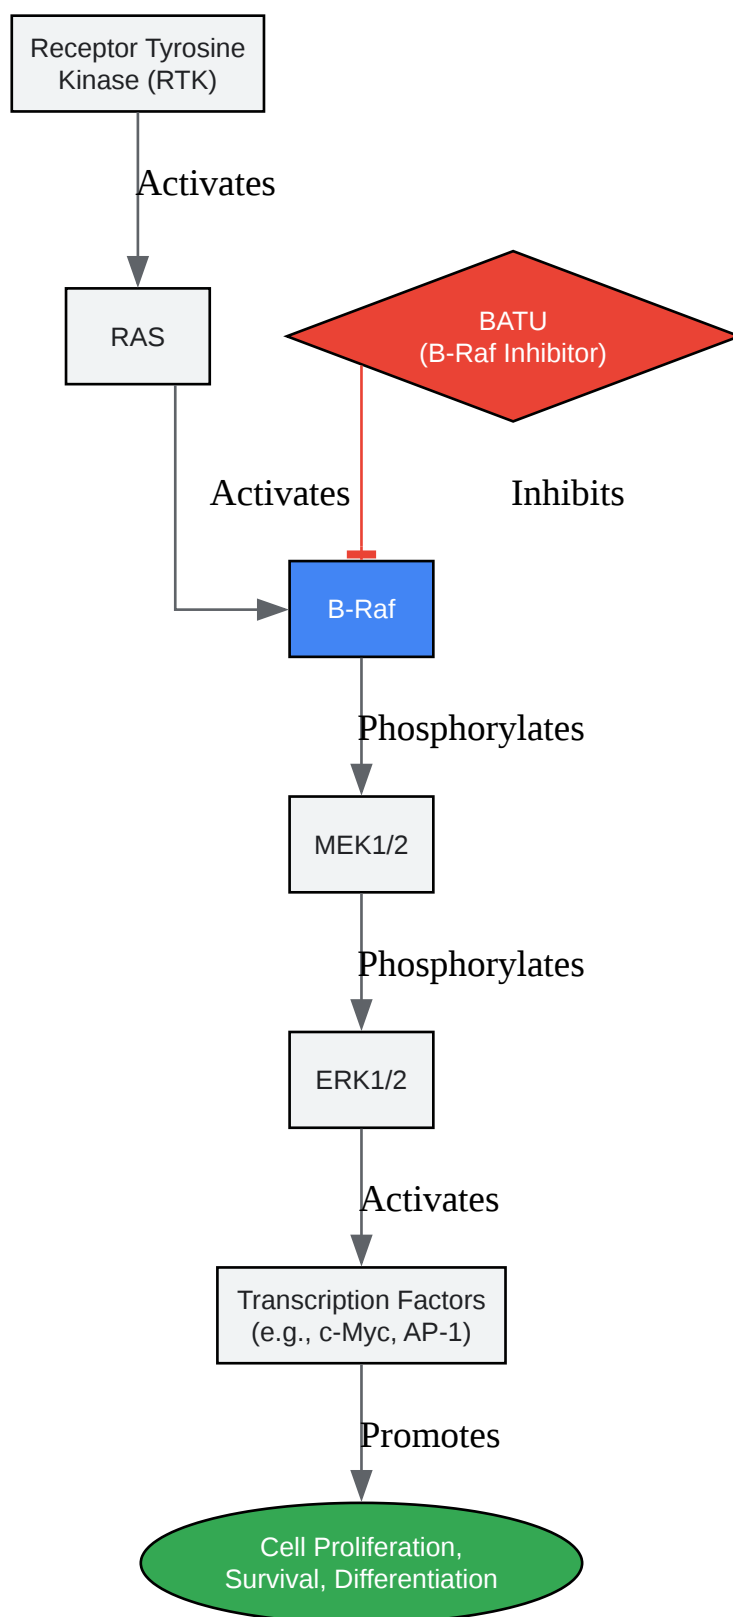 Receptor Tyrosine
Kinase (RTK)
Activates
RAS
BATU
(B-Raf Inhibitor)
Activates
Inhibits
B-Raf
Phosphorylates
MEK1/2
Phosphorylates
ERK1/2
Activates
Transcription Factors
(e.g., c-Myc, AP-1)
Promotes
Cell Proliferation,
Survival, Differentiation